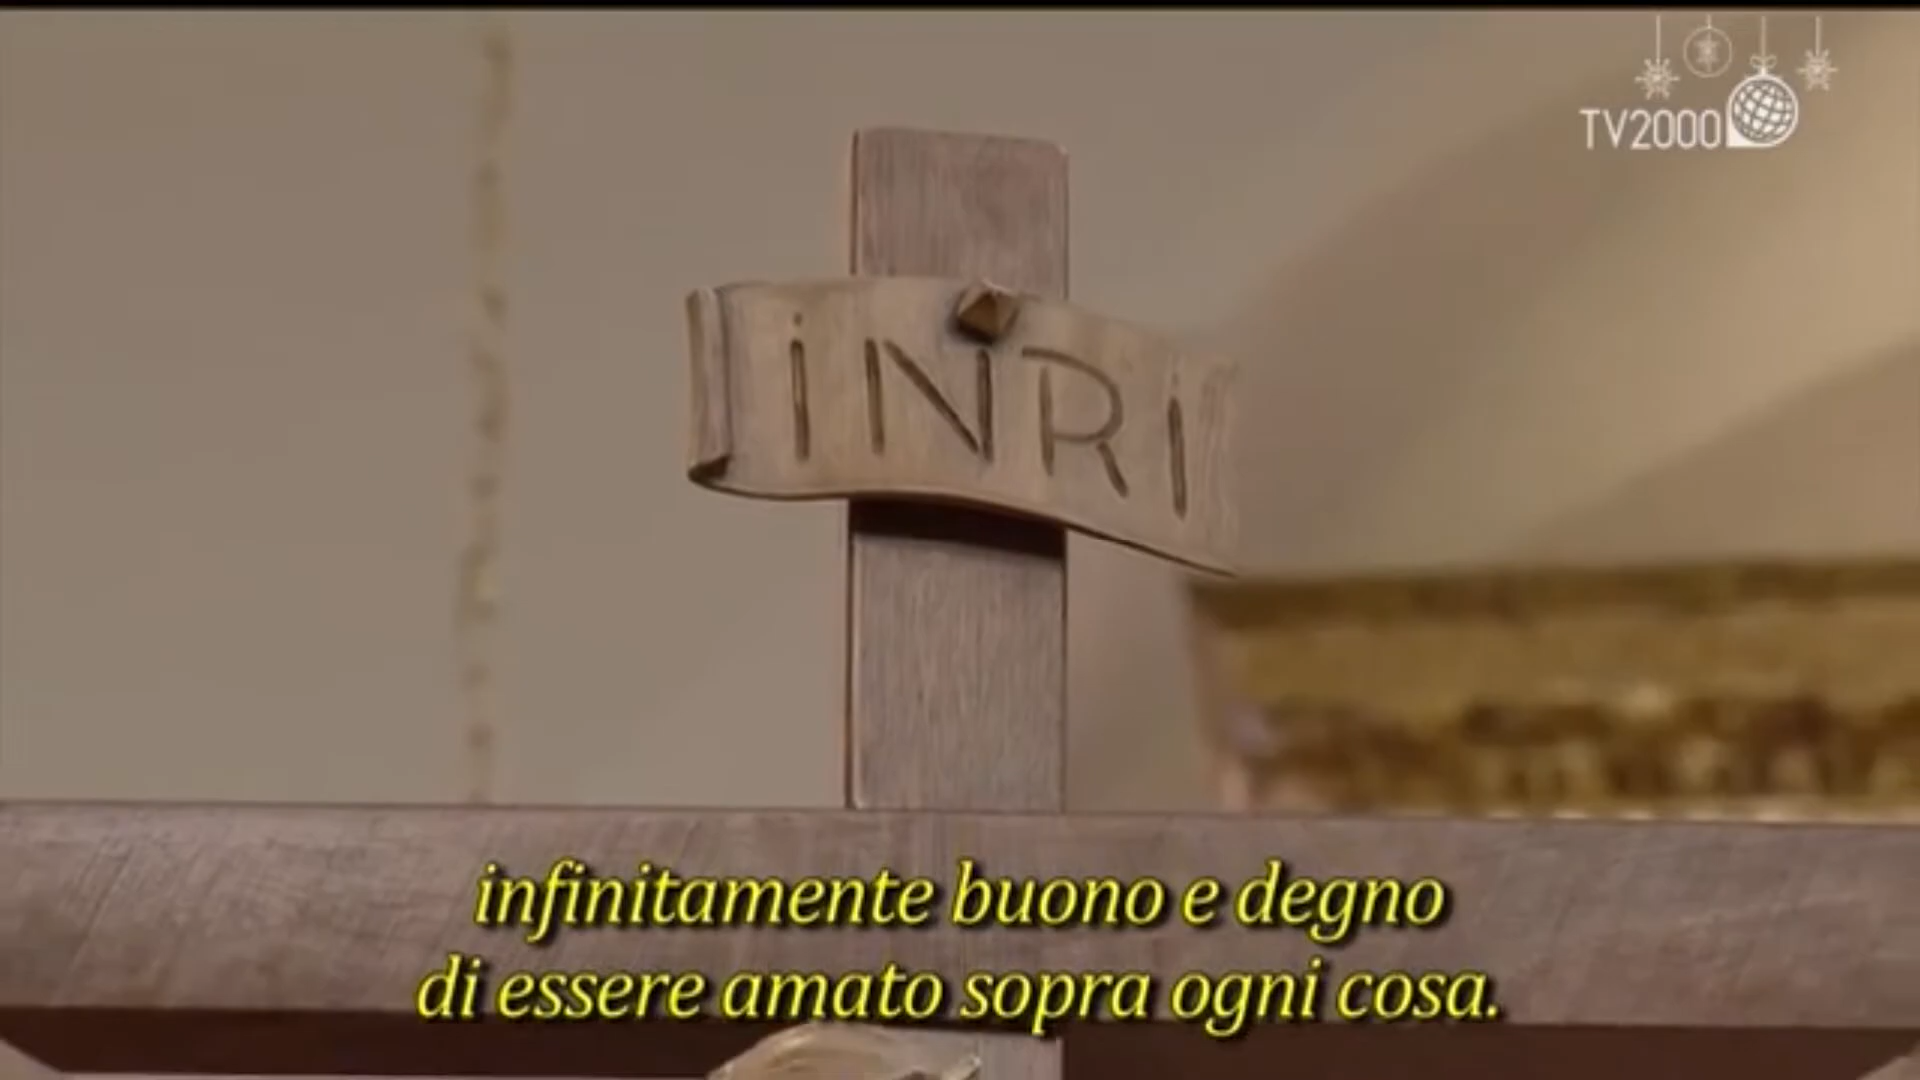 TV2000
iNRi
infinitamente buono e degno
di essere amato sopra ogni cosa.